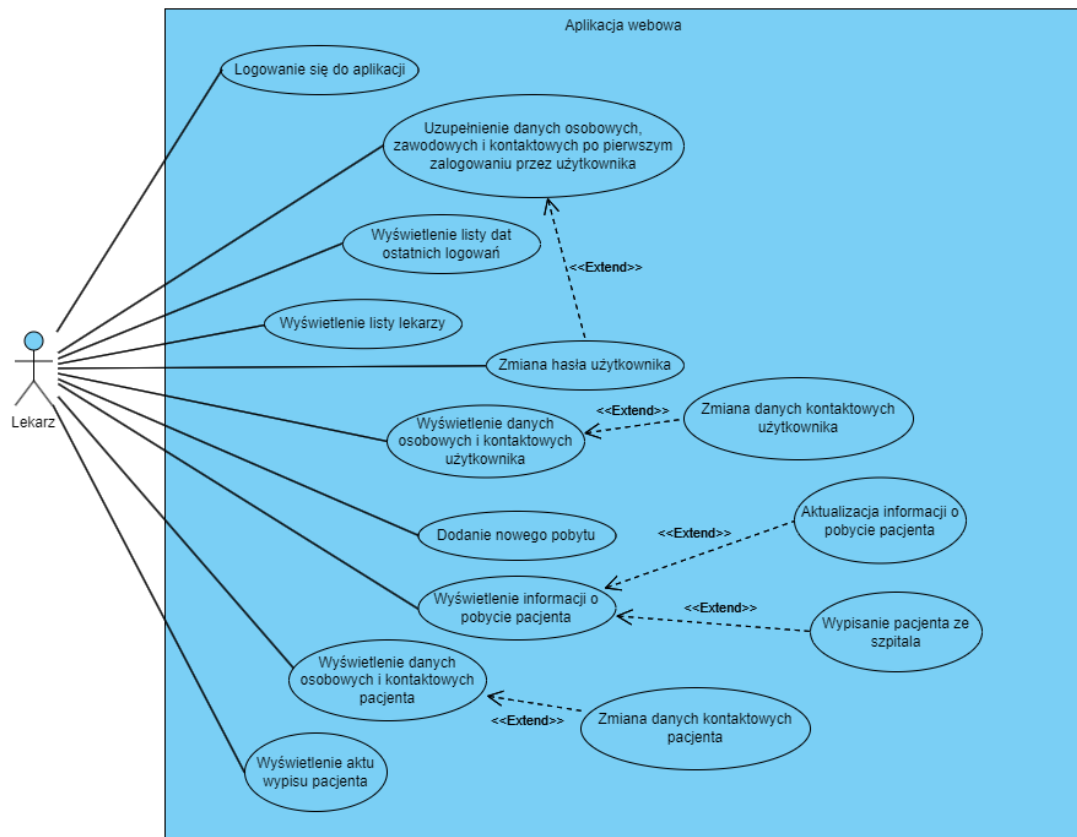 Aplikacja webowa
Logowanie się do aplikacji
Uzupełnienie danych osobowych,
zawodowych i kontaktowych po pierwszym
zalogowaniu przez użytkownika
Wyświetlenie listy dat
ostatnich logowań
<<Extend>>
Wyświetlenie listy lekarzy
Zmiana hasła użytkownika
Lekarz
Wyświetlenie danych
osobowych i kontaktowych
użytkownika
<<Extend>>
Zmiana danych kontaktowych
użytkownika
Dodanie nowego pobytu
<<Extend>>
Aktualizacja informacji o
pobycie pacjenta
Wyświetlenie informacji o
pobycie pacjenta
<<Extend>>
Wypisanie pacjenta ze
szpitala
Wyświetlenie danych
osobowych i kontaktowych
pacjenta
<<Extend>>
Zmiana danych kontaktowych
pacjenta
Wyświetlenie aktu
wypisu pacjenta